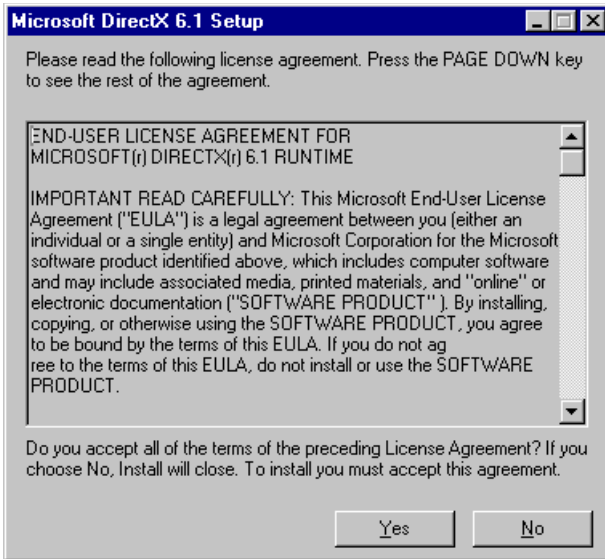 Microsoft DirectX 6.1 Setup
Please read the following license agreement. Press the PAGE DOWN key
to see the rest of the agreement.
END-USER LICENSE AGREEMENT FOR
MICROSOFT(r) DIRECTX(r) 6.1 RUNTIME
IMPORTANT READ CAREFULLY: This Microsoft End-User License
Agreement ("EULA") is a legal agreement between you (either an
individual or a single entity) and Microsoft Corporation for the Microsoft
software product identified above, which includes computer software
and may include associated media, printed materials, and "online" or
electronic documentation ("SOFTWARE PRODUCT" ). By installing,
copying, or otherwise using the SOFTWARE PRODUCT, you agree
to be bound by the terms of this EULA. If you do not ag
ree to the terms of this EULA, do not install or use the SOFTWARE
PRODUCT.
Do you accept all of the terms of the preceding License Agreement? If you
choose No, Install will close. To install you must accept this agreement.
Yes
No